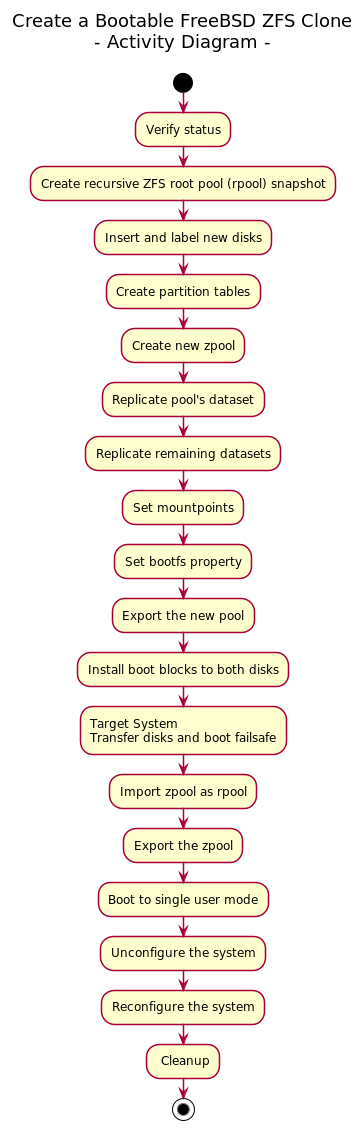 Create a Bootable FreeBSD ZFS Clone
- Activity Diagram -
Verify status
Create recursive ZFS root pool (rpool) snapshot
Insert and label new disks
Create partition tables
Create new zpool
Replicate pool's dataset
Replicate remaining datasets
Set mountpoints
Set bootfs property
Export the new pool
Install boot blocks to both disks
Target System
Transfer disks and boot failsafe
Import zpool as rpool
Export the zpool
Boot to single user mode
Unconfigure the system
Reconfigure the system
Cleanup